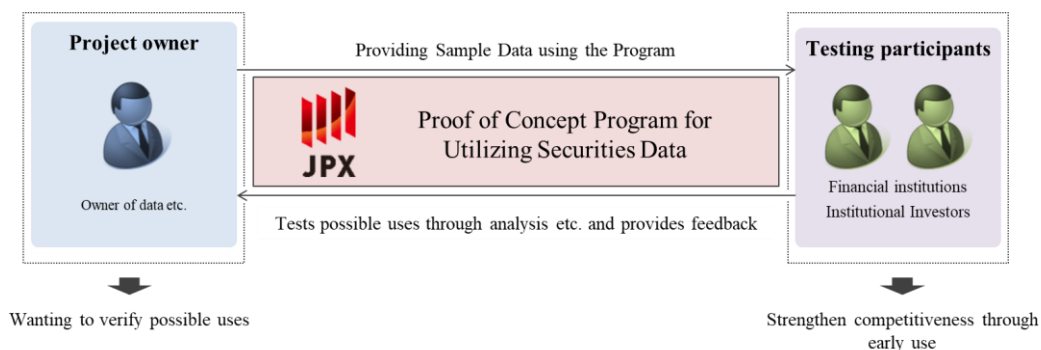 Project owner
Owner of data etc.
Providing Sample Data using the Program
JPX
Proof of Concept Program for
Utilizing Securities Data
Tests possible uses through analysis etc. and provides feedback
Testing participants
Financial institutions
Institutional Investors
Wanting to verify possible uses
Strengthen competitiveness through
early use